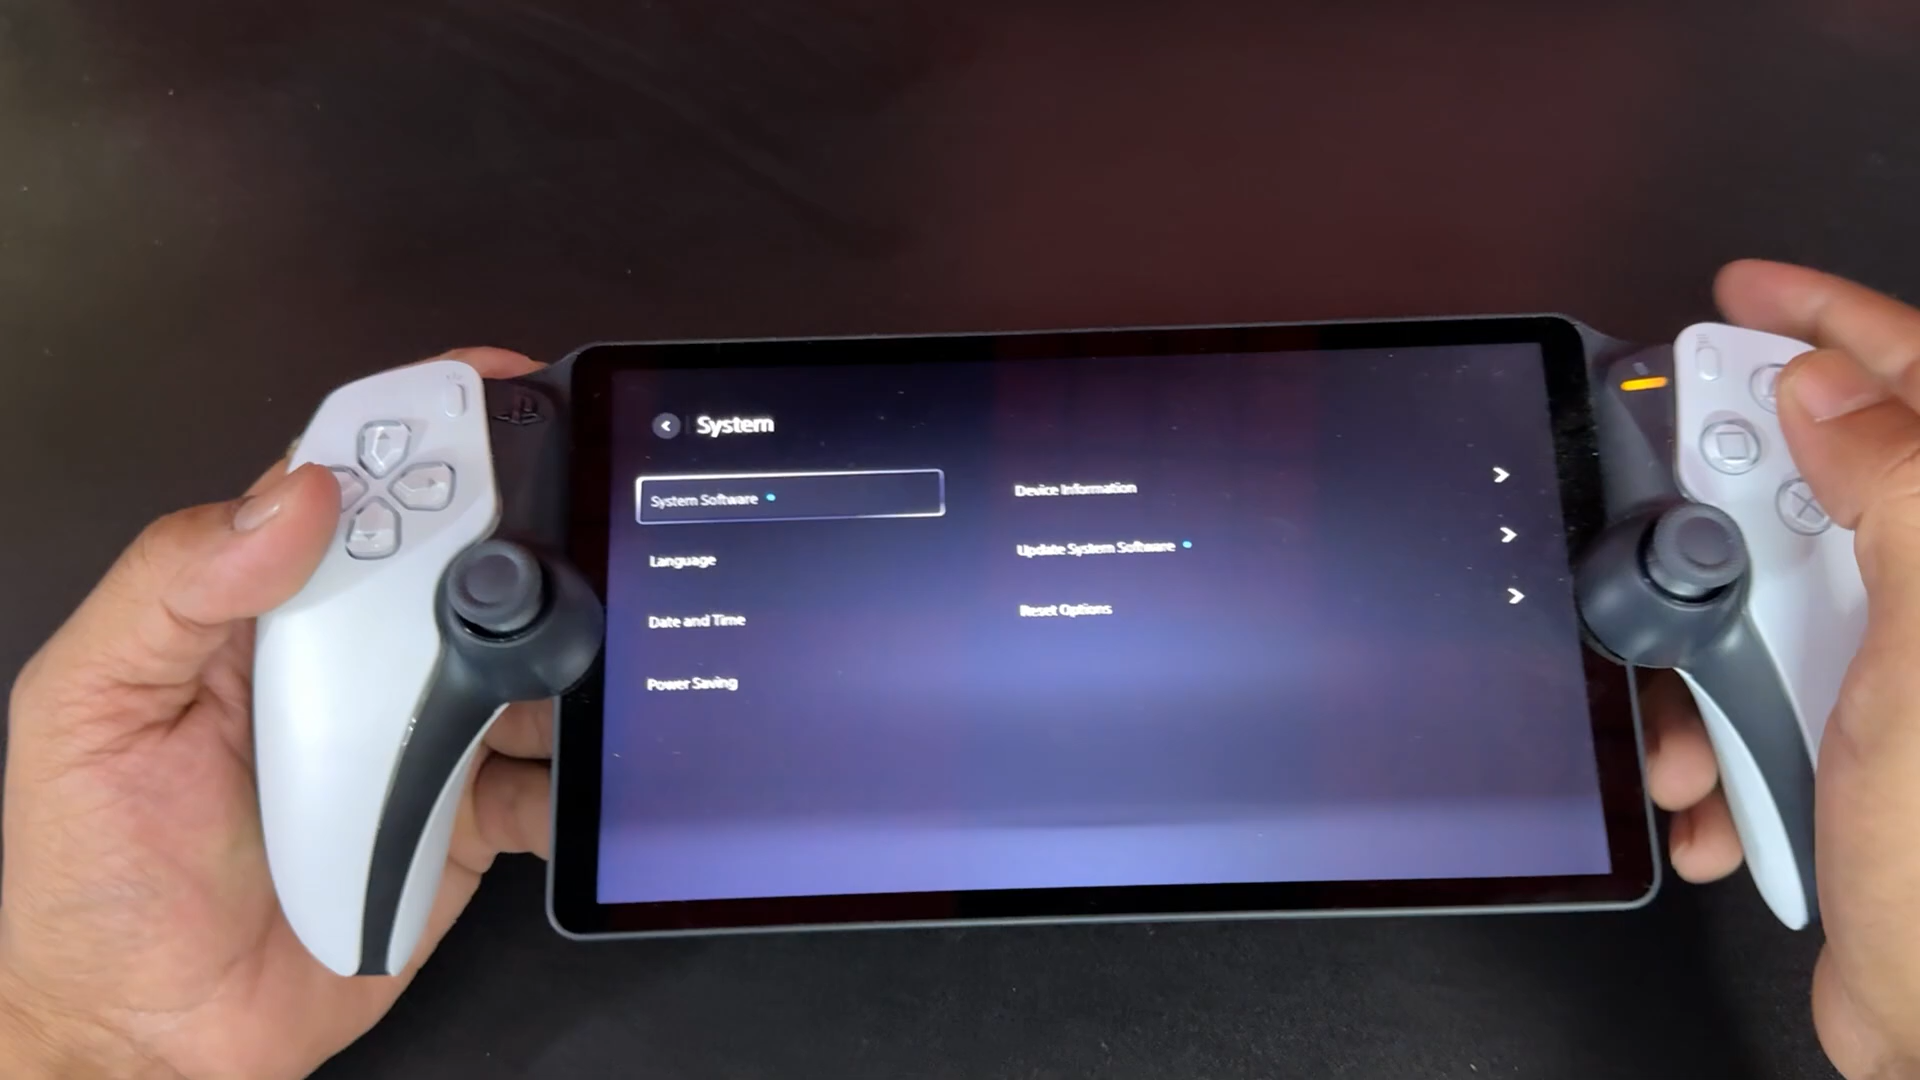 System
System Software
Language
Date and Time
Power Saving
Device Information
Update System Software
Reset Options